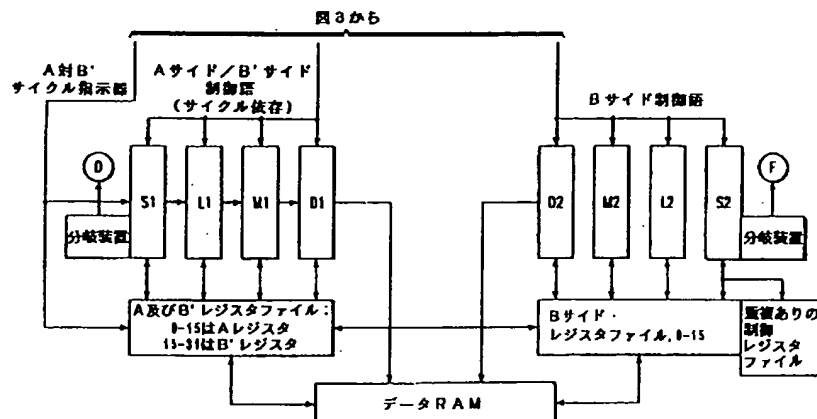 図3から
A対B'
サイクル指示器
Aサイド/B'サイド
制御語
(サイクル依存)
Bサイド制御語
D
F
S1
L1
M1
D1
D2
M2
L2
S2
分岐装置
分岐装置
A及びB'レジスタファイル;
0-15はAレジスタ
15-31はB'レジスタ
Bサイド・
レジスタファイル,0-15
重複ありの
制御
レジスタ
ファイル
データRAM